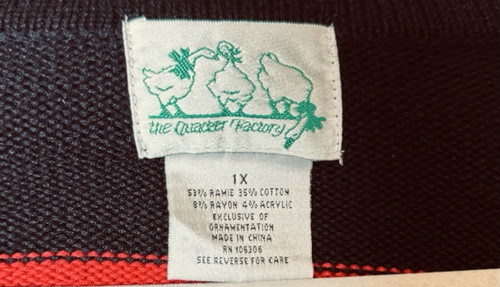 the Quacker Factory
1X
53% RAMIE 35% COTTON
8% RAYON 4% ACRYLIC
EXCLUSIVE OF
ORNAMENTATION
MADE IN CHINA
RN 106306
SEE REVERSE FOR CARE